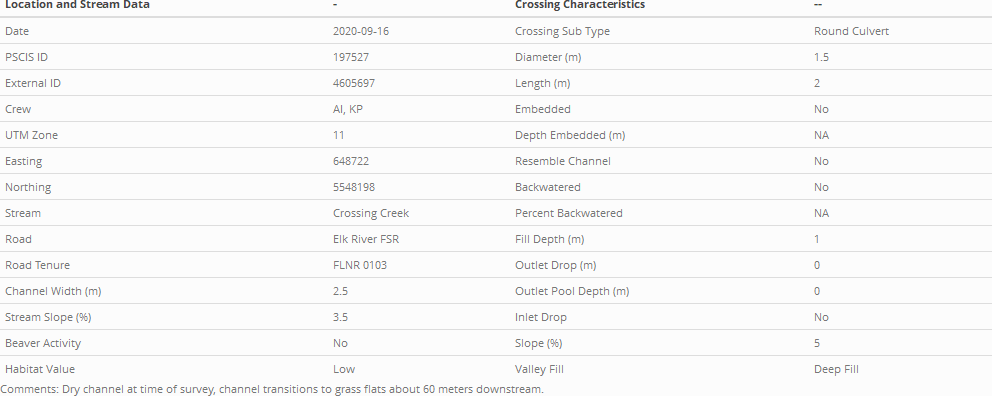 Location and Stream Data - Crossing Characteristics --
Date 2020-09-16 Crossing Sub Type Round Culvert
PSCIS ID 197527 Diameter (m) 1.5
External ID 4605697 Length (m) 2
Crew AI, KP Embedded No
UTM Zone 11 Depth Embedded (m) NA
Easting 648722 Resemble Channel No
Northing 5548198 Backwatered No
Stream Crossing Creek Percent Backwatered NA
Road Elk River FSR Fill Depth (m) 1
Road Tenure FLNR 0103 Outlet Drop (m) 0
Channel Width (m) 2.5 Outlet Pool Depth (m) 0
Stream Slope (%) 3.5 Inlet Drop No
Beaver Activity No Slope (%) 5
Habitat Value Low Valley Fill Deep Fill
Comments: Dry channel at time of survey, channel transitions to grass flats about 60 meters downstream.